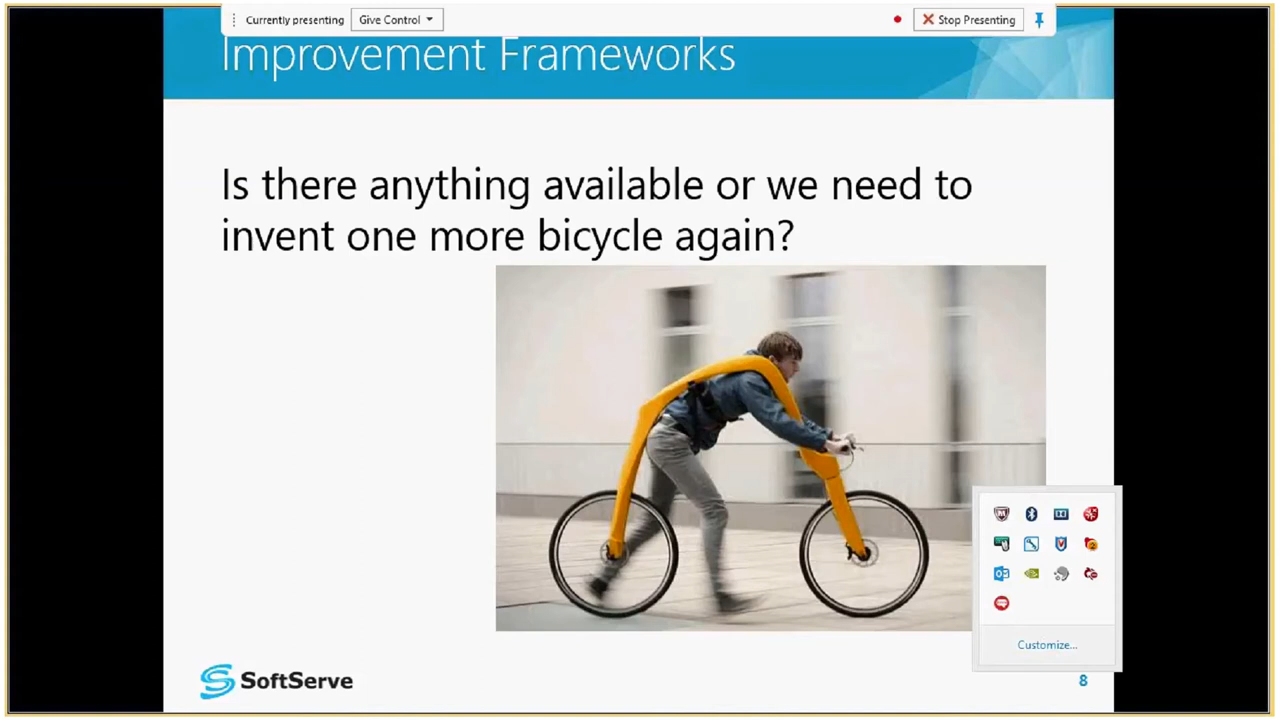 Currently presenting
Give Control
Stop Presenting
Improvement Frameworks
Is there anything available or we need to
invent one more bicycle again?
Customize...
SoftServe
8